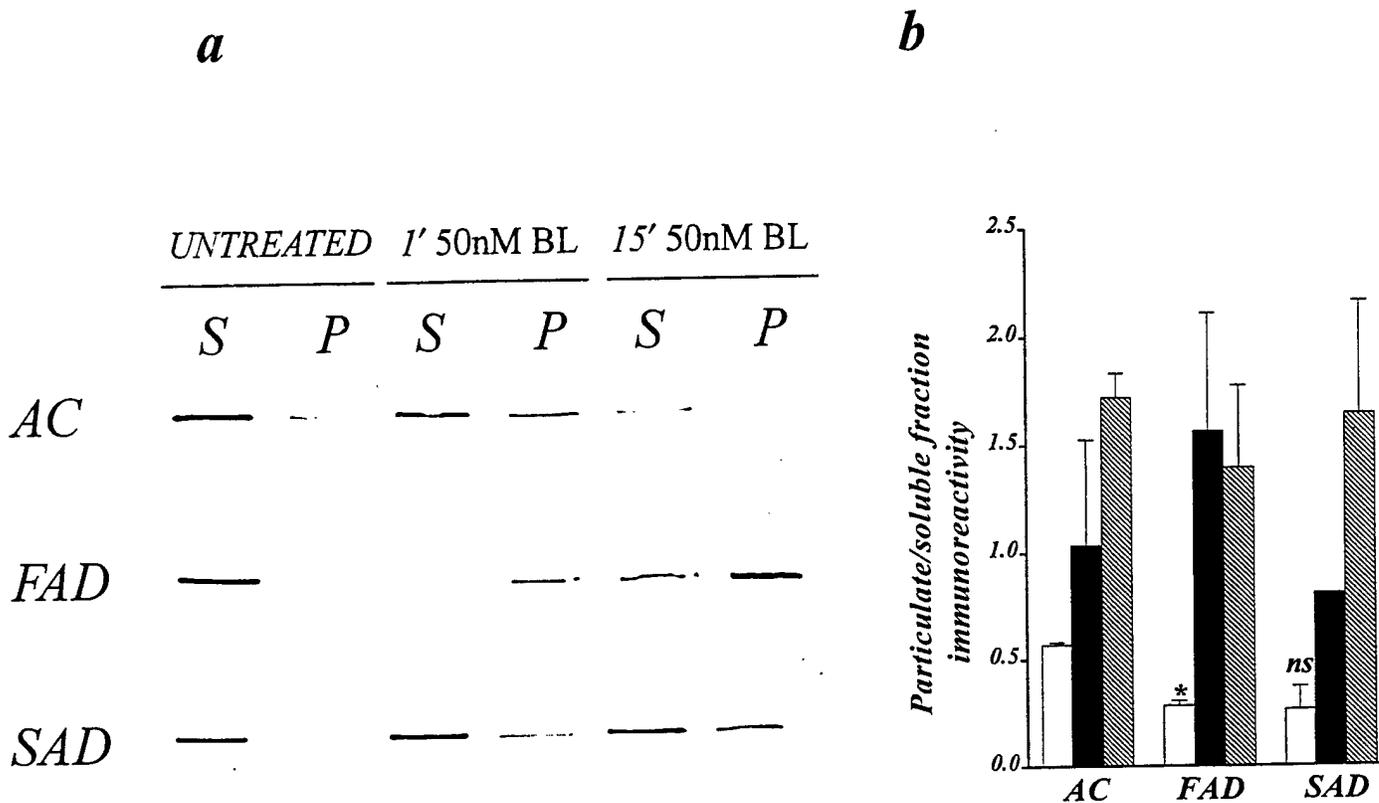 a
UNTREATED 1' 50nM BL 15' 50nM BL
S P S P S P
AC
FAD
SAD
b
Particulate/soluble fraction
immunoreactivity
2.5
2.0
1.5
1.0
0.5
0.0
* ns
AC FAD SAD